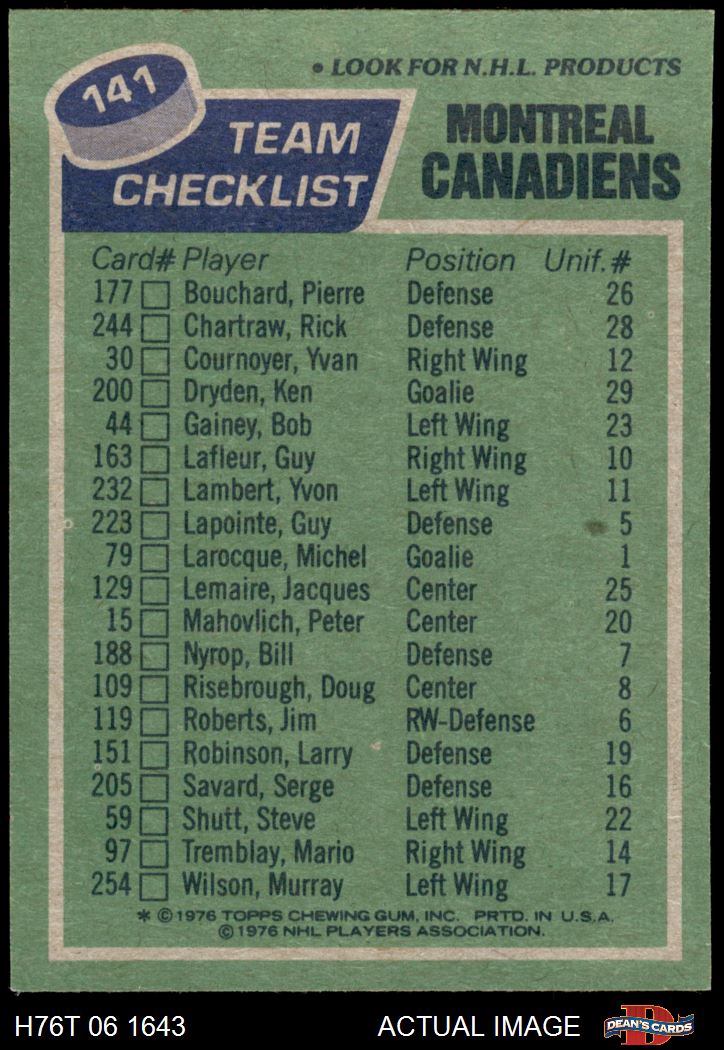 • LOOK FOR N.H.L. PRODUCTS
141
TEAM CHECKLIST
MONTREAL CANADIENS
Card# Player Position Unif.#
177 Bouchard, Pierre Defense 26
244 Chartraw, Rick Defense 28
30 Cournoyer, Yvan Right Wing 12
200 Dryden, Ken Goalie 29
44 Gainey, Bob Left Wing 23
163 Lafleur, Guy Right Wing 10
232 Lambert, Yvon Left Wing 11
223 Lapointe, Guy Defense 5
79 Larocque, Michel Goalie 1
129 Lemaire, Jacques Center 25
15 Mahovlich, Peter Center 20
188 Nyrop, Bill Defense 7
109 Risebrough, Doug Center 8
119 Roberts, Jim RW-Defense 6
151 Robinson, Larry Defense 19
205 Savard, Serge Defense 16
59 Shutt, Steve Left Wing 22
97 Tremblay, Mario Right Wing 14
254 Wilson, Murray Left Wing 17
* ©1976 TOPPS CHEWING GUM, INC. PRTD. IN U.S.A.
©1976 NHL PLAYERS ASSOCIATION.
H76T 06 1643 ACTUAL IMAGE DEAN'S CARDS